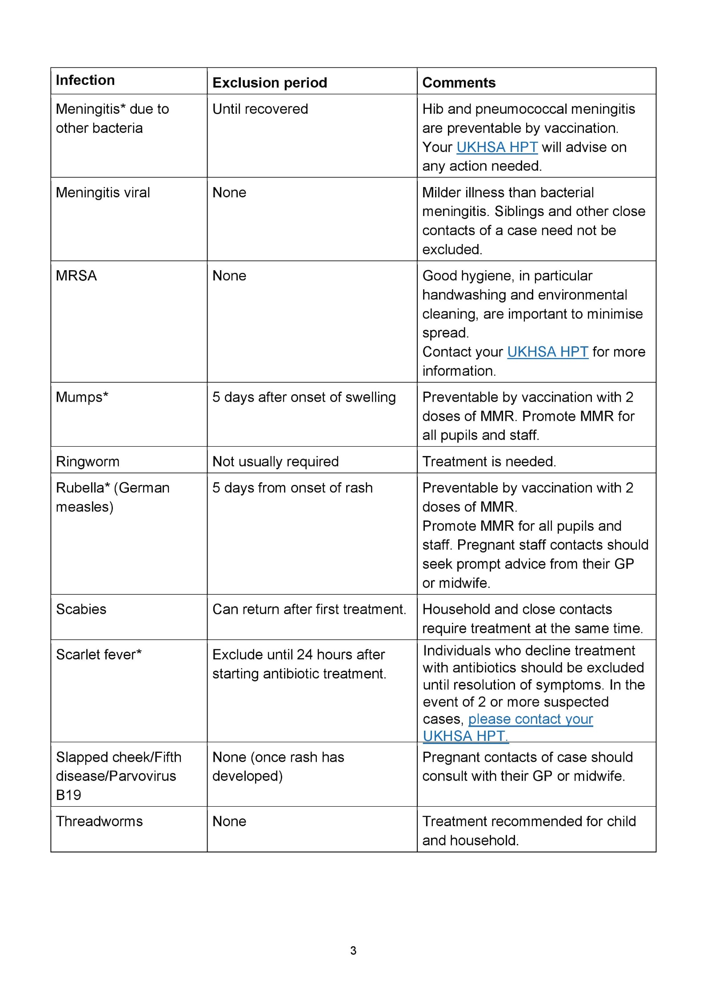 Infection
Exclusion period
Comments
Meningitis* due to
other bacteria
Until recovered
Hib and pneumococcal meningitis
are preventable by vaccination.
Your UKHSA HPT will advise on
any action needed.
Meningitis viral
None
Milder illness than bacterial
meningitis. Siblings and other close
contacts of a case need not be
excluded.
MRSA
None
Good hygiene, in particular
handwashing and environmental
cleaning, are important to minimise
spread.
Contact your UKHSA HPT for more
information.
Mumps*
5 days after onset of swelling
Preventable by vaccination with 2
doses of MMR. Promote MMR for
all pupils and staff.
Ringworm
Not usually required
Treatment is needed.
Rubella* (German
measles)
5 days from onset of rash
Preventable by vaccination with 2
doses of MMR.
Promote MMR for all pupils and
staff. Pregnant staff contacts should
seek prompt advice from their GP
or midwife.
Scabies
Can return after first treatment.
Household and close contacts
require treatment at the same time.
Scarlet fever*
Exclude until 24 hours after
starting antibiotic treatment.
Individuals who decline treatment
with antibiotics should be excluded
until resolution of symptoms. In the
event of 2 or more suspected
cases, please contact your
UKHSA HPT.
Slapped cheek/Fifth
disease/Parvovirus
B19
None (once rash has
developed)
Pregnant contacts of case should
consult with their GP or midwife.
Threadworms
None
Treatment recommended for child
and household.
3